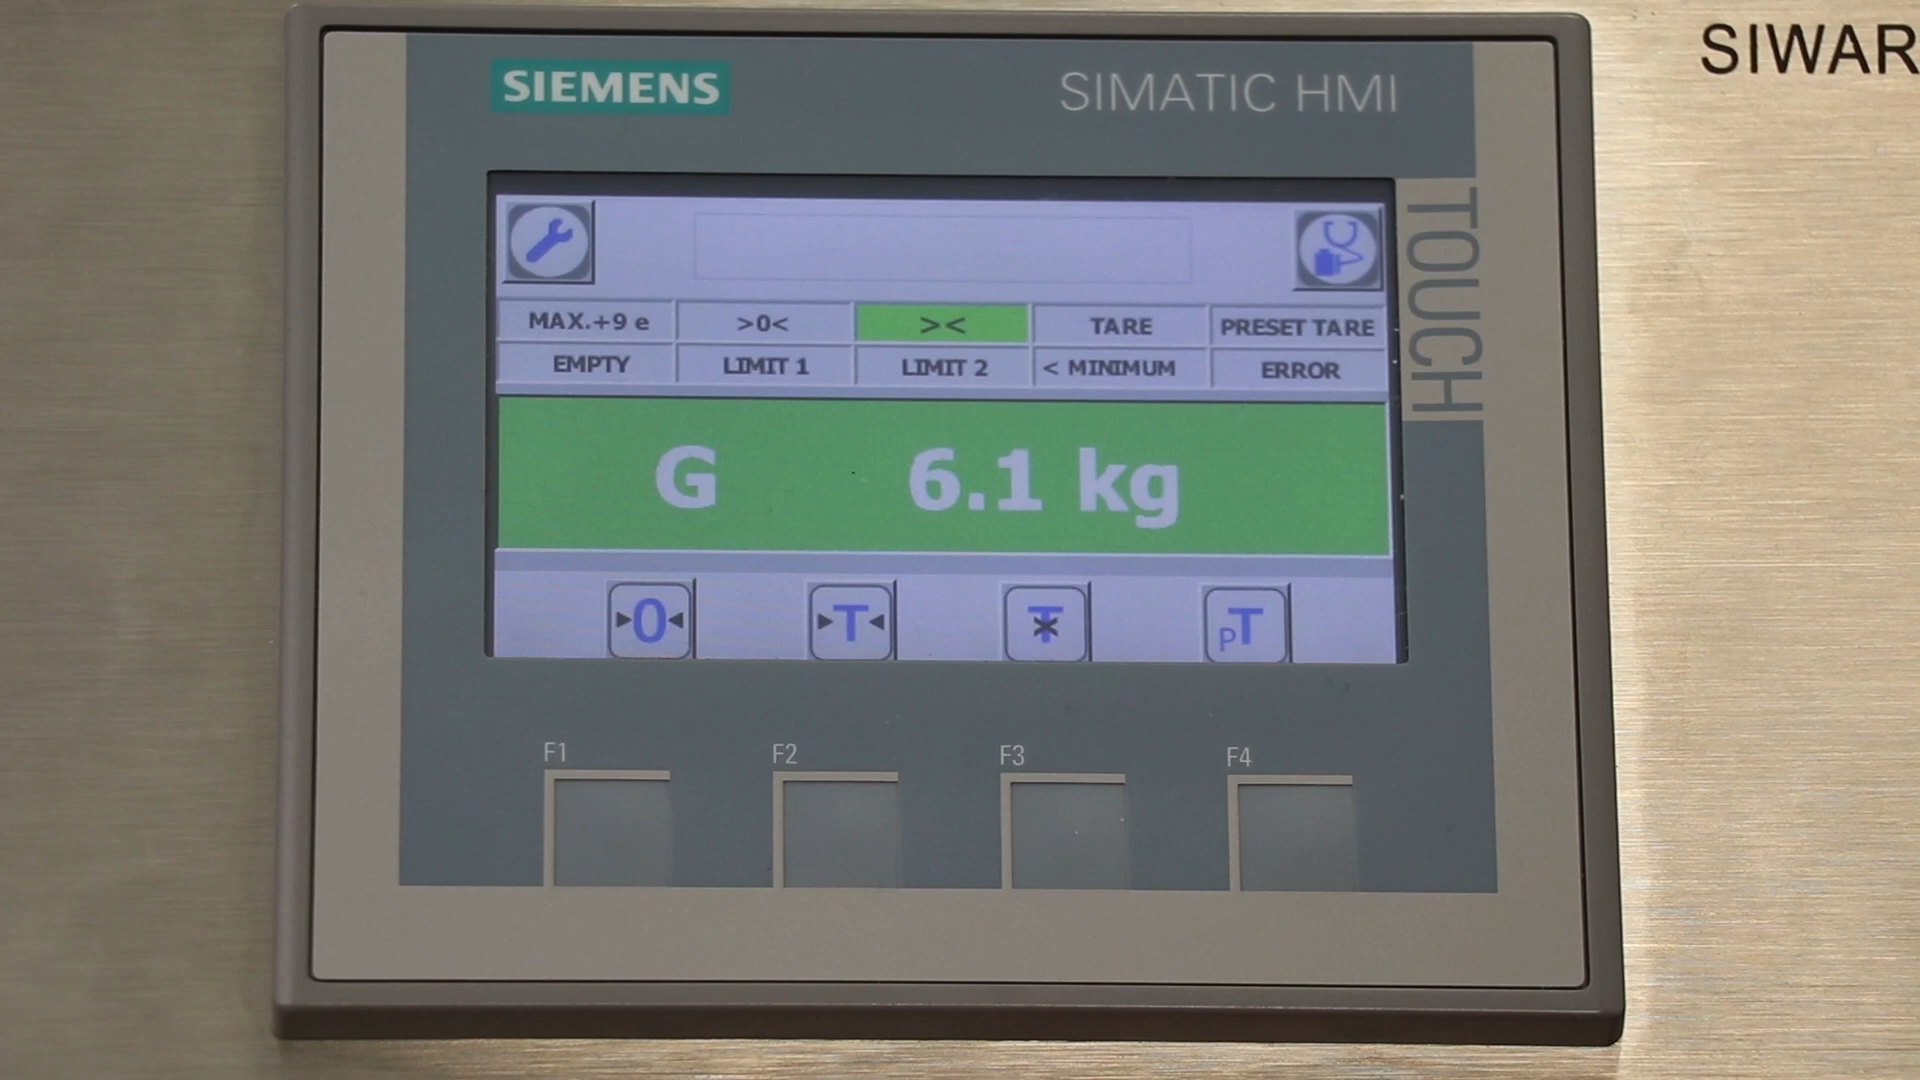 SIWAR
SIEMENS
SIMATIC HMI
TOUCH
MAX.+9 e >0< >< TARE PRESET TARE
EMPTY LIMIT 1 LIMIT 2 < MINIMUM ERROR
G 6.1 kg
0 T T pT
F1 F2 F3 F4